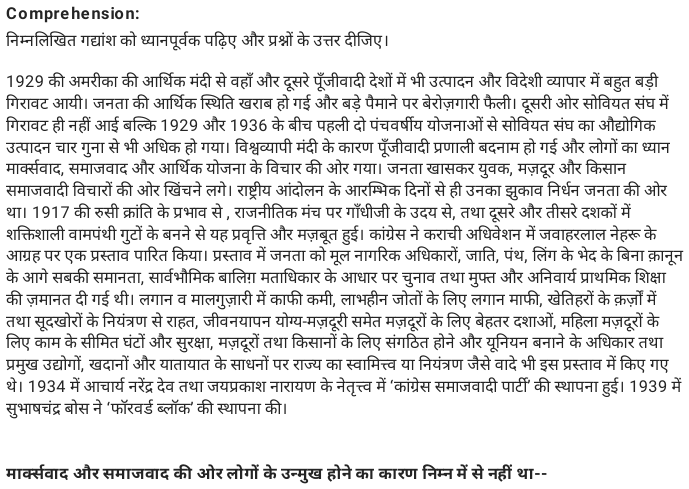 Comprehension:
निम्नलिखित गद्यांश को ध्यानपूर्वक पढ़िए और प्रश्नों के उत्तर दीजिए।
1929 की अमरीका की आर्थिक मंदी से वहाँ और दूसरे पूँजीवादी देशों में भी उत्पादन और विदेशी व्यापार में बहुत बड़ी
गिरावट आयी। जनता की आर्थिक स्थिति खराब हो गई और बड़े पैमाने पर बेरोज़गारी फैली। दूसरी ओर सोवियत संघ में
गिरावट ही नहीं आई बल्कि 1929 और 1936 के बीच पहली दो पंचवर्षीय योजनाओं से सोवियत संघ का औद्योगिक
उत्पादन चार गुना से भी अधिक हो गया। विश्वव्यापी मंदी के कारण पूँजीवादी प्रणाली बदनाम हो गई और लोगों का ध्यान
मार्क्सवाद, समाजवाद और आर्थिक योजना के विचार की ओर गया। जनता खासकर युवक, मज़दूर और किसान
समाजवादी विचारों की ओर खिंचने लगे। राष्ट्रीय आंदोलन के आरम्भिक दिनों से ही उनका झुकाव निर्धन जनता की ओर
था। 1917 की रुसी क्रांति के प्रभाव से , राजनीतिक मंच पर गाँधीजी के उदय से, तथा दूसरे और तीसरे दशकों में
शक्तिशाली वामपंथी गुटों के बनने से यह प्रवृत्ति और मज़बूत हुई। कांग्रेस ने कराची अधिवेशन में जवाहरलाल नेहरू के
आग्रह पर एक प्रस्ताव पारित किया। प्रस्ताव में जनता को मूल नागरिक अधिकारों, जाति, पंथ, लिंग के भेद के बिना क़ानून
के आगे सबकी समानता, सार्वभौमिक बालिग़ मताधिकार के आधार पर चुनाव तथा मुफ्त और अनिवार्य प्राथमिक शिक्षा
की ज़मानत दी गई थी। लगान व मालगुज़ारी में काफी कमी, लाभहीन जोतों के लिए लगान माफी, खेतिहरों के क़र्ज़ों में
तथा सूदखोरों के नियंत्रण से राहत, जीवनयापन योग्य-मज़दूरी समेत मज़दूरों के लिए बेहतर दशाओं, महिला मज़दूरों के
लिए काम के सीमित घंटों और सुरक्षा, मज़दूरों तथा किसानों के लिए संगठित होने और यूनियन बनाने के अधिकार तथा
प्रमुख उद्योगों, खदानों और यातायात के साधनों पर राज्य का स्वामित्त्व या नियंत्रण जैसे वादे भी इस प्रस्ताव में किए गए
थे। 1934 में आचार्य नरेंद्र देव तथा जयप्रकाश नारायण के नेतृत्त्व में ‘कांग्रेस समाजवादी पार्टी’ की स्थापना हुई। 1939 में
सुभाषचंद्र बोस ने ‘फॉरवर्ड ब्लॉक’ की स्थापना की।
मार्क्सवाद और समाजवाद की ओर लोगों के उन्मुख होने का कारण निम्न में से नहीं था--